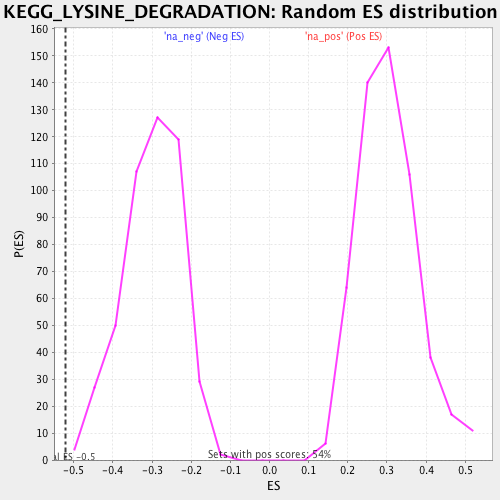 KEGG_LYSINE_DEGRADATION: Random ES distribution
'na_neg' (Neg ES) 'na_pos' (Pos ES)
160
150
140
130
120
110
100
90
80
70
60
50
40
30
20
10
0
P(ES)
ES -0.5
Sets with pos scores: 54%
-0.5 -0.4 -0.3 -0.2 -0.1 0.0 0.1 0.2 0.3 0.4 0.5
ES